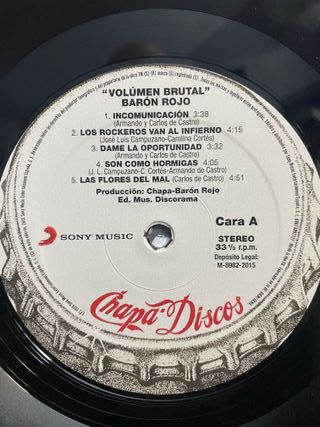 "VOLÚMEN BRUTAL"
BARÓN ROJO
1. INCOMUNICACIÓN 3:38
(Armando y Carlos de Castro)
2. LOS ROCKEROS VAN AL INFIERNO 4:15
(José Luis Campuzano-Carolina Cortés)
3. DAME LA OPORTUNIDAD 3:32
(Armando y Carlos de Castro)
4. SON COMO HORMIGAS 4:05
(J. L. Campuzano-C. Cortés-Armando de Castro)
5. LAS FLORES DEL MAL (Carlos de Castro) 4:51
Producción: Chapa-Barón Rojo
Ed. Mus. Discorama
Cara A
SONY MUSIC
STEREO
33 1/3 r.p.m.
Depósito Legal:
M-8982-2015
Chapa Discos